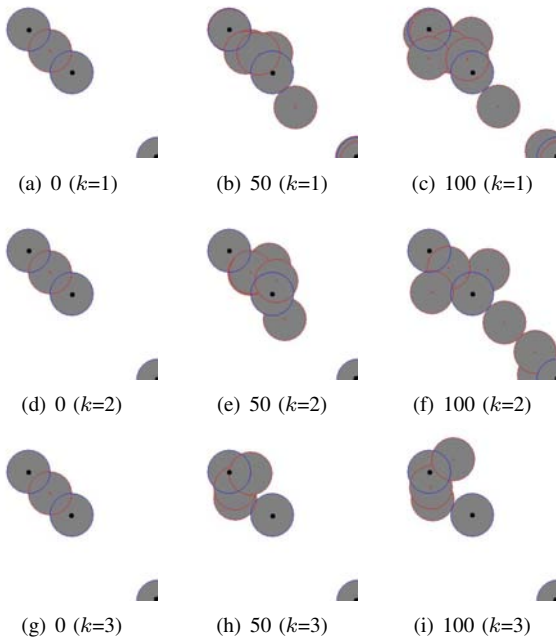 (a) 0 (k=1)
(b) 50 (k=1)
(c) 100 (k=1)
(d) 0 (k=2)
(e) 50 (k=2)
(f) 100 (k=2)
(g) 0 (k=3)
(h) 50 (k=3)
(i) 100 (k=3)